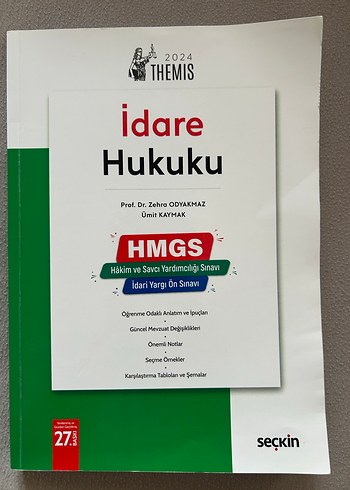 2024
THEMIS
İdare
Hukuku
Prof. Dr. Zehra ODYAKMAZ
Ümit KAYMAK
HMGS
Hâkim ve Savcı Yardımcılığı Sınavı
İdari Yargı Ön Sınavı
Öğrenme Odaklı Anlatım ve İpuçları
Güncel Mevzuat Değişiklikleri
Önemli Notlar
Seçme Örnekler
Karşılaştırma Tabloları ve Şemalar
27.
BASKI
seçkin